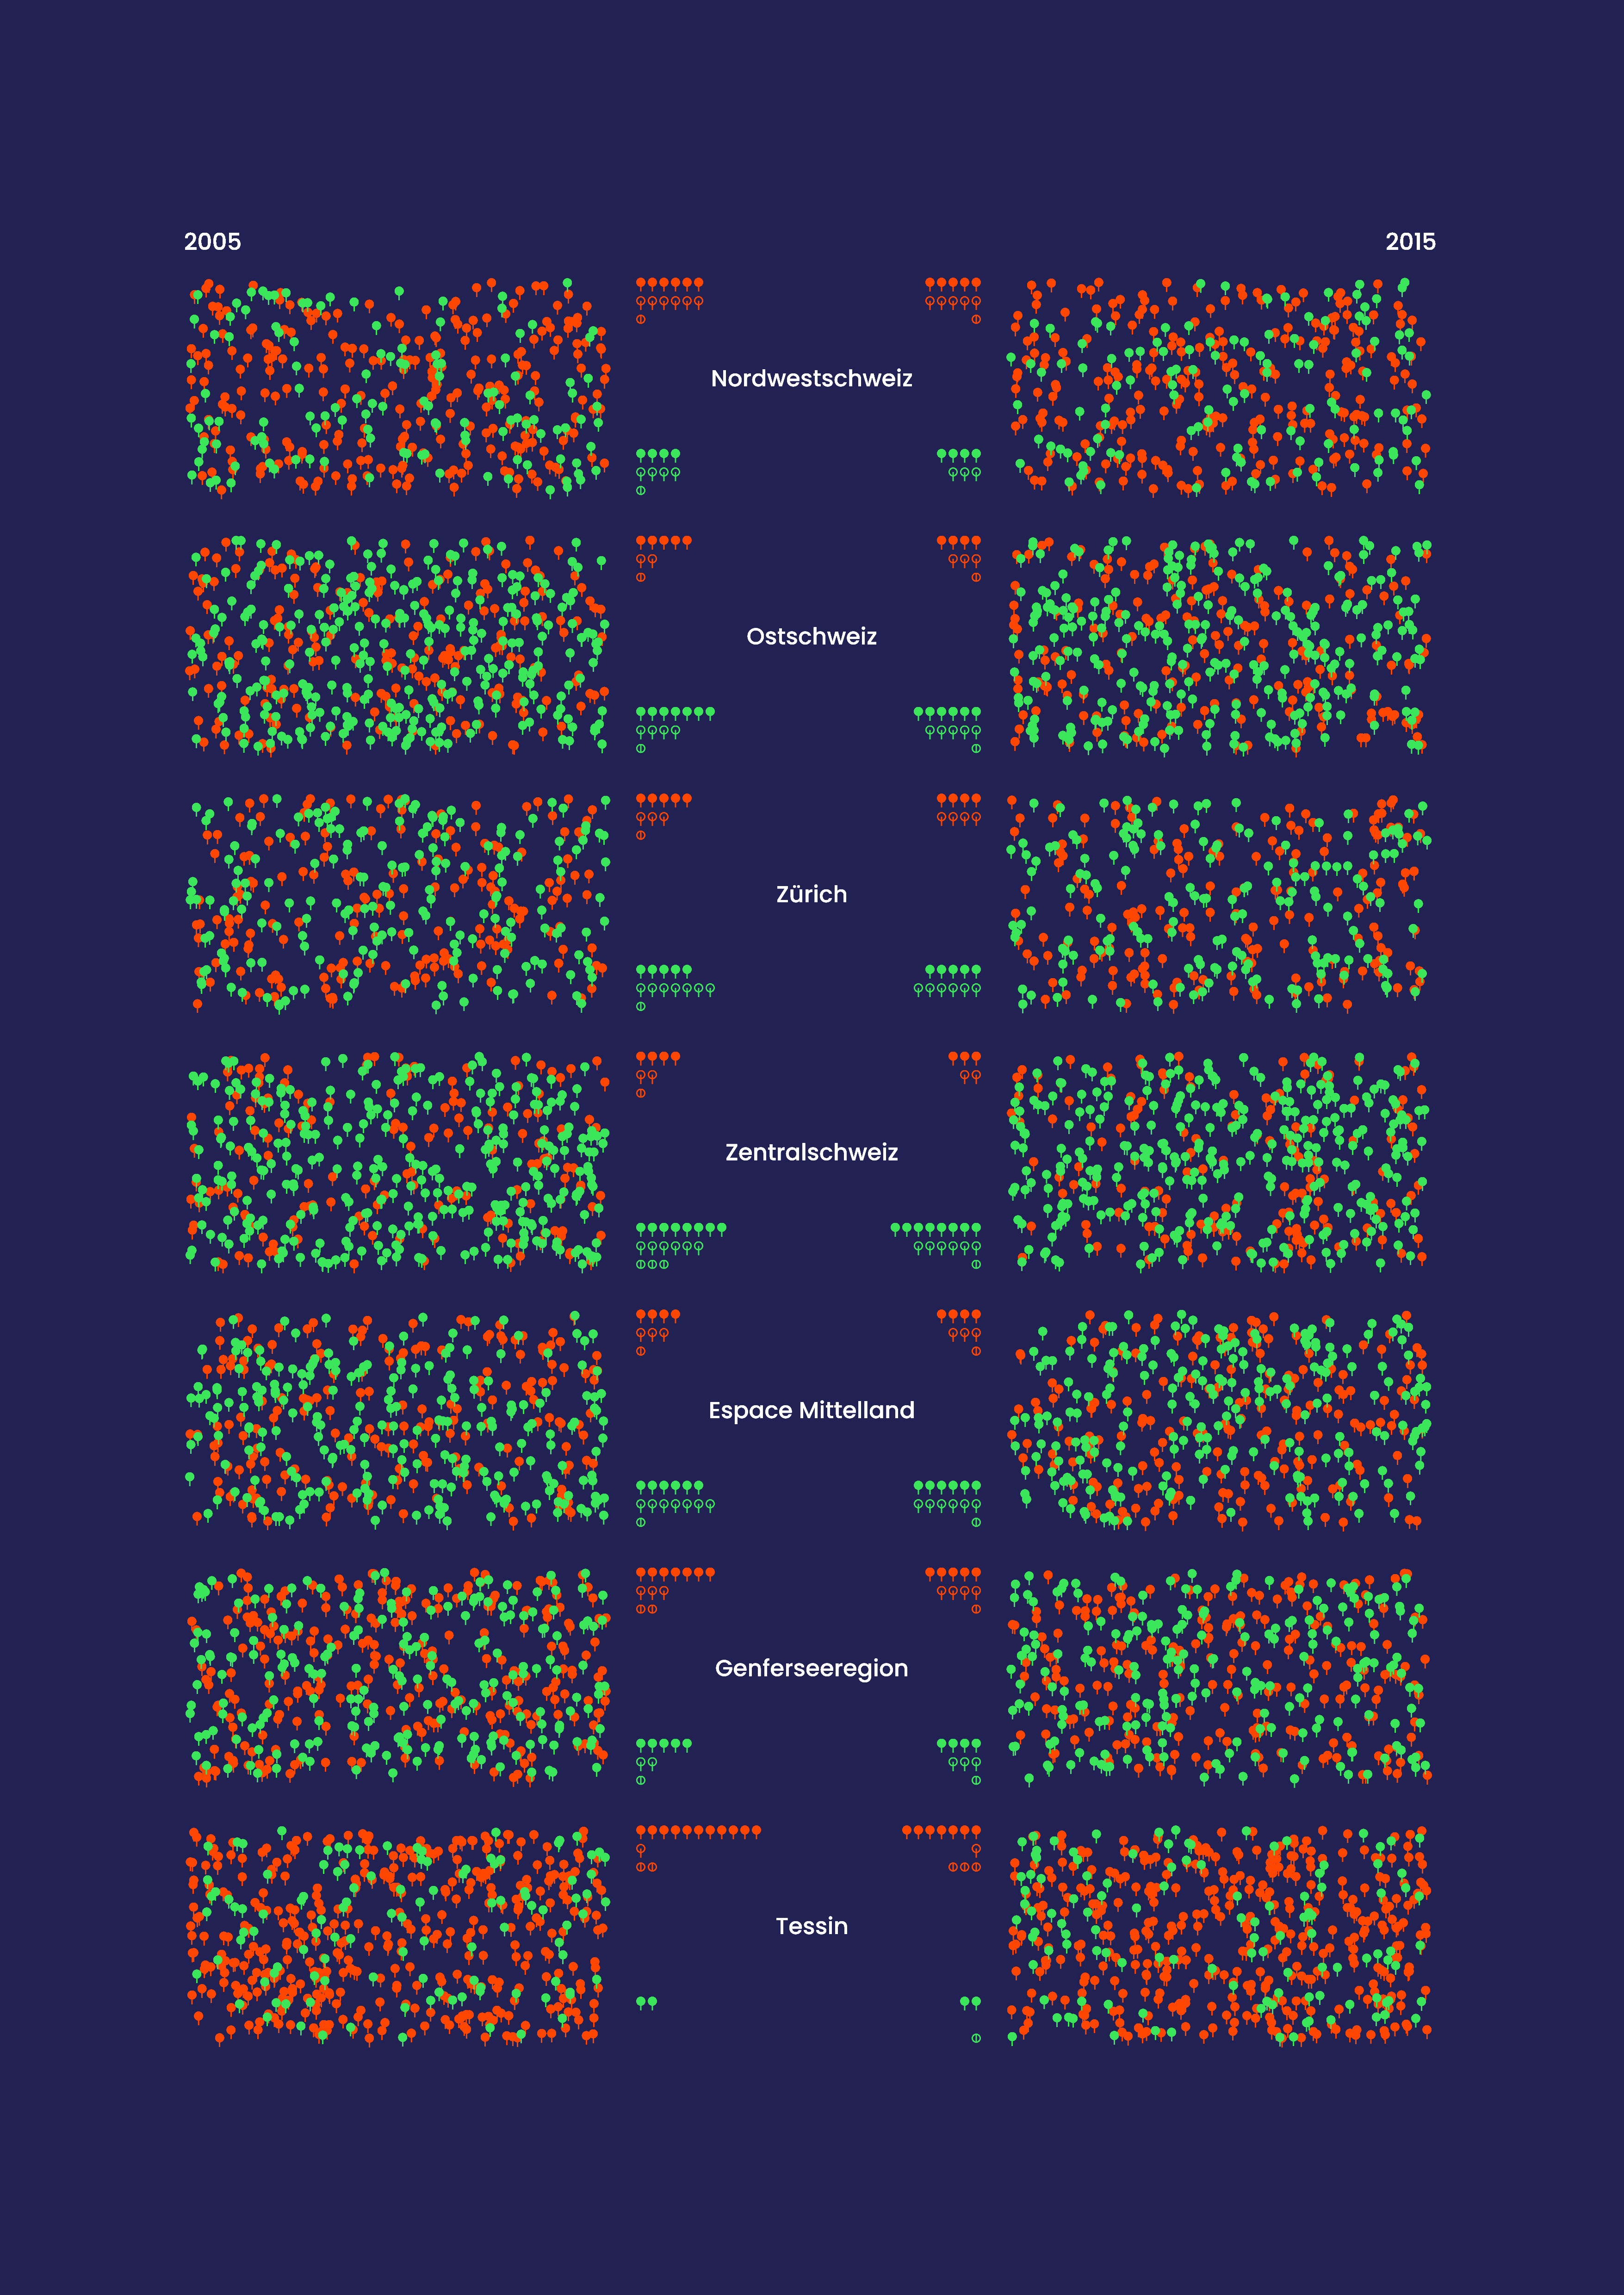 2005
2015
Nordwestschweiz
Ostschweiz
Zürich
Zentralschweiz
Espace Mittelland
Genferseeregion
Tessin